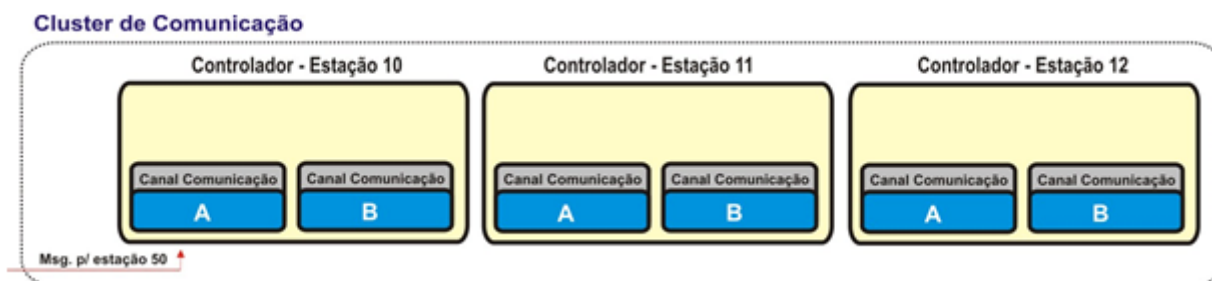 Cluster de Comunicação
Controlador - Estação 10
Controlador - Estação 11
Controlador - Estação 12
Canal Comunicação
Canal Comunicação
Canal Comunicação
Canal Comunicação
Canal Comunicação
Canal Comunicação
A
B
A
B
A
B
Msg. p/ estação 50